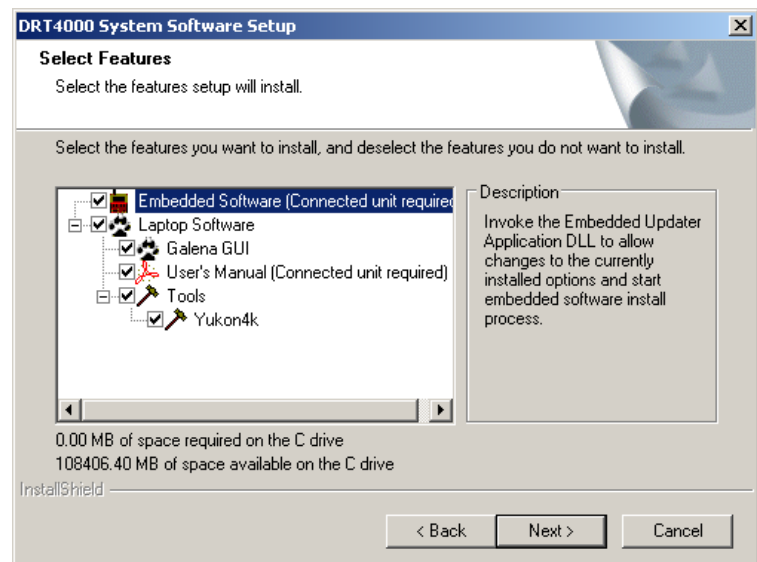 DRT4000 System Software Setup
Select Features
Select the features setup will install.
Select the features you want to install, and deselect the features you do not want to install.
Embedded Software (Connected unit required
Laptop Software
Galena GUI
User's Manual (Connected unit required)
Tools
Yukon4k
Description
Invoke the Embedded Updater
Application DLL to allow
changes to the currently
installed options and start
embedded software install
process.
0.00 MB of space required on the C drive
108406.40 MB of space available on the C drive
InstallShield
< Back
Next >
Cancel